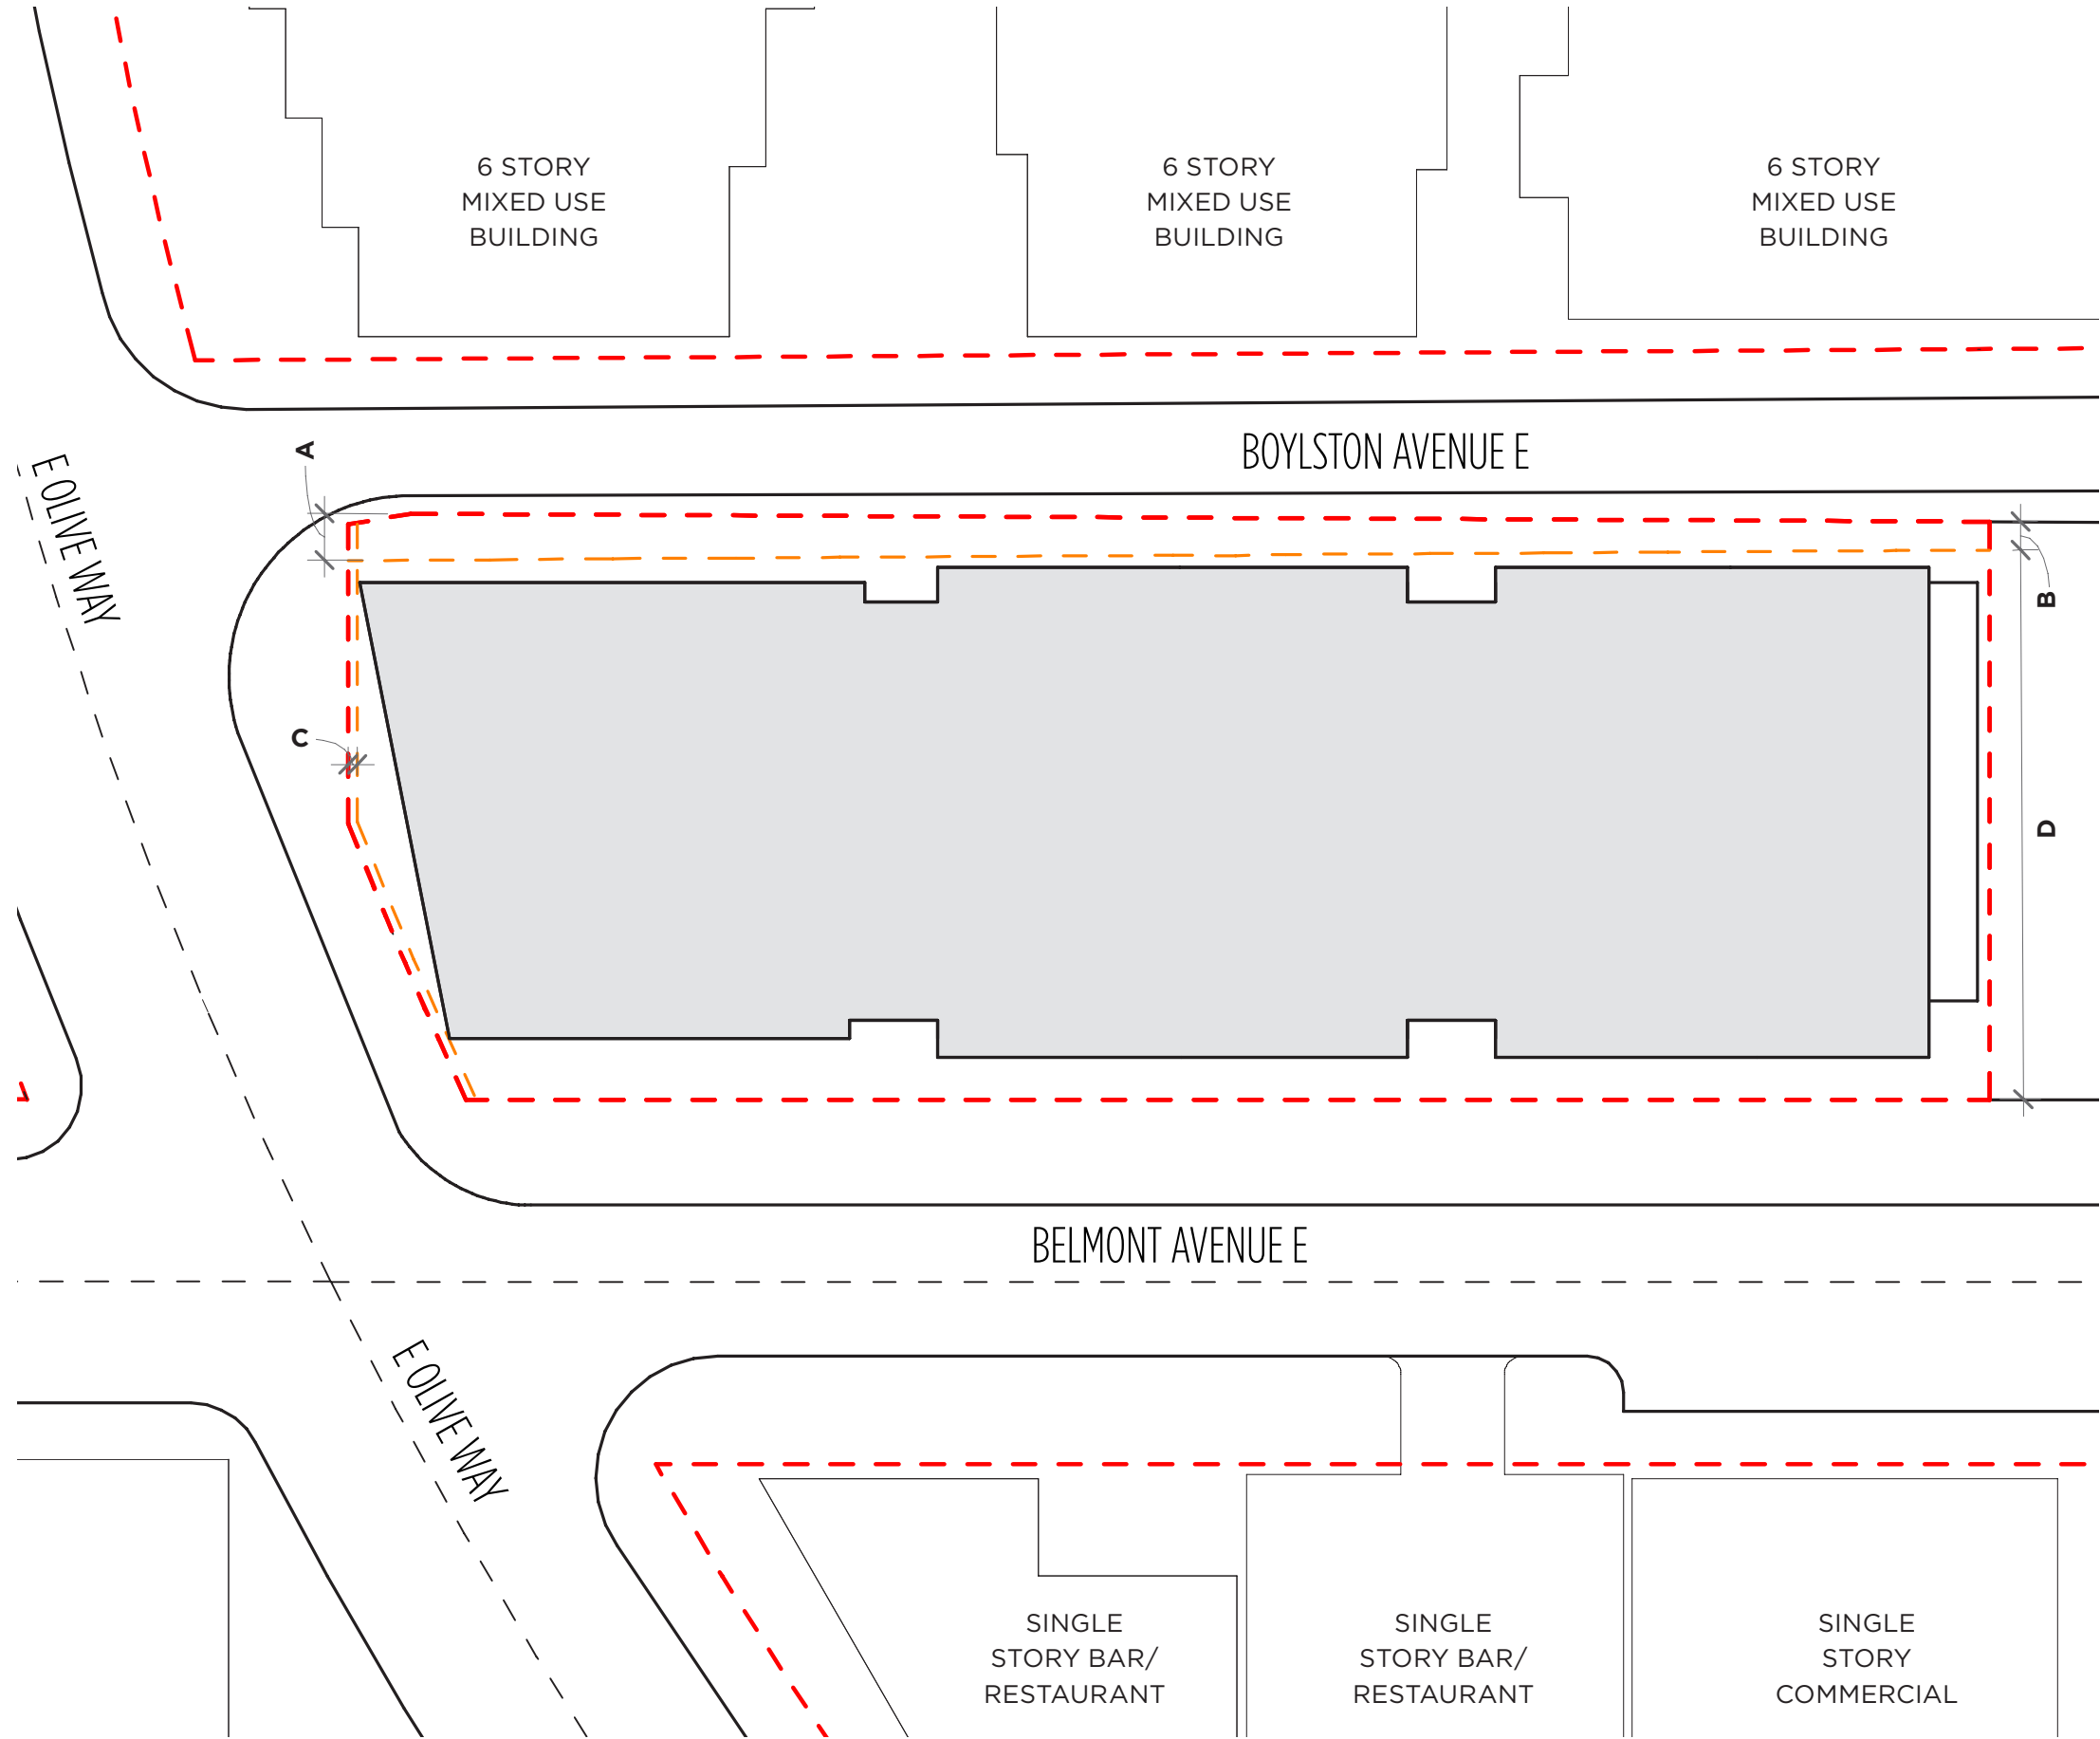 6 STORY
MIXED USE
BUILDING
6 STORY
MIXED USE
BUILDING
6 STORY
MIXED USE
BUILDING
BOYLSTON AVENUE E
A
E OLIVE WAY
B
C
D
BELMONT AVENUE E
E OLIVE WAY
SINGLE
STORY BAR/
RESTAURANT
SINGLE
STORY BAR/
RESTAURANT
SINGLE
STORY
COMMERCIAL